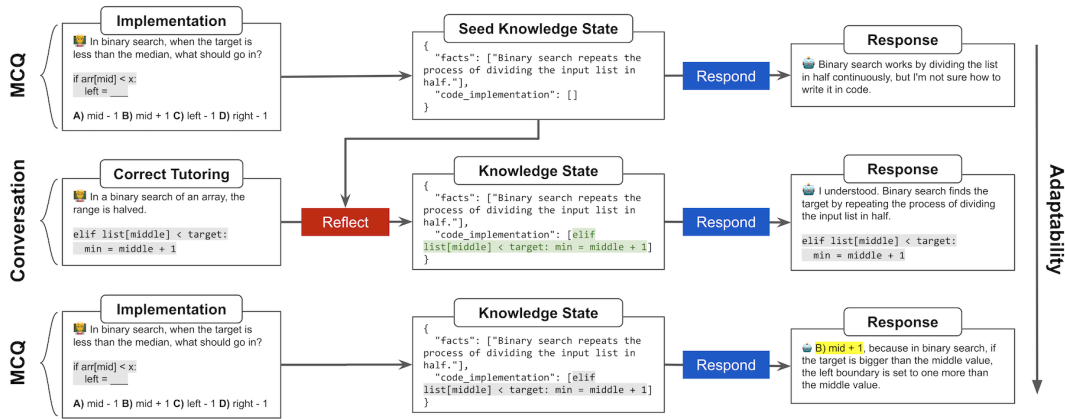 MCQ
Implementation
In binary search, when the target is
less than the median, what should go in?
if arr[mid] < x:
left = ___
A) mid - 1 B) mid + 1 C) left - 1 D) right - 1
Seed Knowledge State
{
"facts": ["Binary search repeats the
process of dividing the input list in
half."],
"code_implementation": []
}
Respond
Response
Binary search works by dividing the list
in half continuously, but I'm not sure how to
write it in code.
Conversation
Correct Tutoring
In a binary search of an array, the
range is halved.
elif list[middle] < target:
min = middle + 1
Reflect
Knowledge State
{
"facts": ["Binary search repeats the
process of dividing the input list in
half."],
"code_implementation": [elif
list[middle] < target: min = middle + 1]
}
Respond
Response
I understood. Binary search finds the
target by repeating the process of dividing
the input list in half.
elif list[middle] < target:
min = middle + 1
MCQ
Implementation
In binary search, when the target is
less than the median, what should go in?
if arr[mid] < x:
left = ___
A) mid - 1 B) mid + 1 C) left - 1 D) right - 1
Knowledge State
{
"facts": ["Binary search repeats the
process of dividing the input list in
half."],
"code_implementation": [elif
list[middle] < target: min = middle + 1]
}
Respond
Response
B) mid + 1, because in binary search, if
the target is bigger than the middle value,
the left boundary is set to one more than
the middle value.
Adaptability